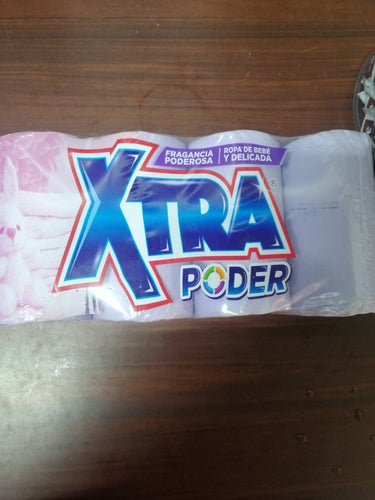 FRAGANCIA
PODEROSA
ROPA DE BEBÉ
Y DELICADA
XTRA®
PODER